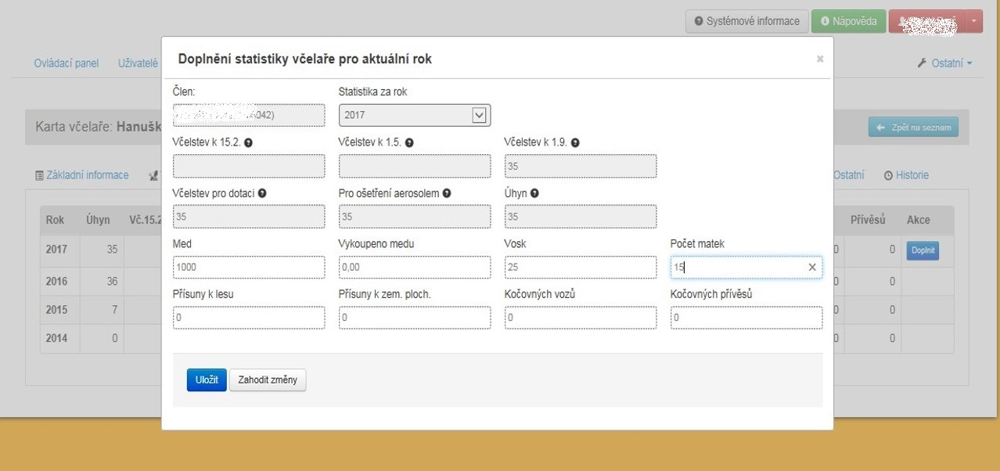 Systémové informace
Nápověda
Ovládací panel
Uživatelé
Ostatní
Doplnění statistiky včelaře pro aktuální rok
×
Člen:
Statistika za rok
042)
2017
Karta včelaře: Hanušk
Zpět na seznam
Včelstev k 15.2.
Včelstev k 1.5.
Včelstev k 1.9.
35
Základní informace
Ostatní
Historie
Včelstev pro dotaci
Pro ošetření aerosolem
Úhyn
35
35
35
Rok Úhyn Vč.15.2
Přívěsů Akce
Med
Vykoupeno medu
Vosk
Počet matek
2017 35
0 0 Doplnit
1000
0,00
25
15
2016 36
0 0
Přísuny k lesu
Přísuny k zem. ploch.
Kočovných vozů
Kočovných přívěsů
2015 7
0 0
0
0
0
0
2014 0
0 0
Uložit
Zahodit změny